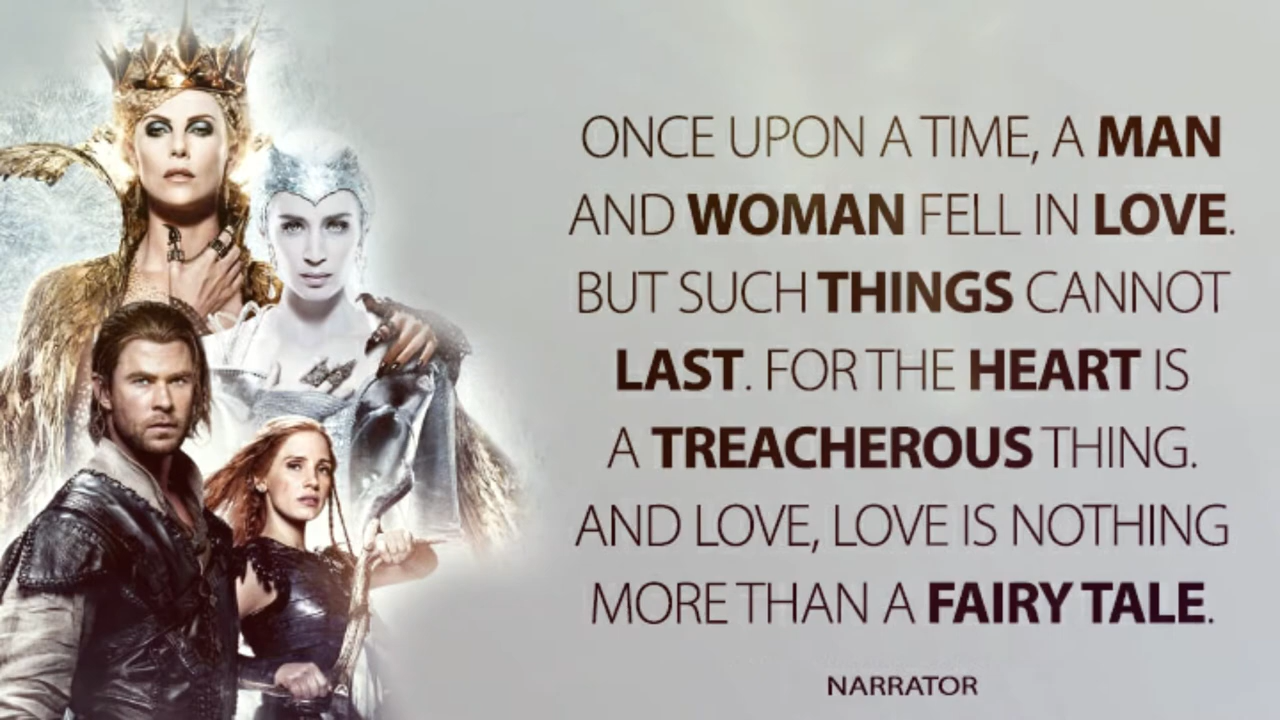 ONCE UPON A TIME, A MAN
AND WOMAN FELL IN LOVE.
BUT SUCH THINGS CANNOT
LAST. FOR THE HEART IS
A TREACHEROUS THING.
AND LOVE, LOVE IS NOTHING
MORE THAN A FAIRY TALE.
NARRATOR